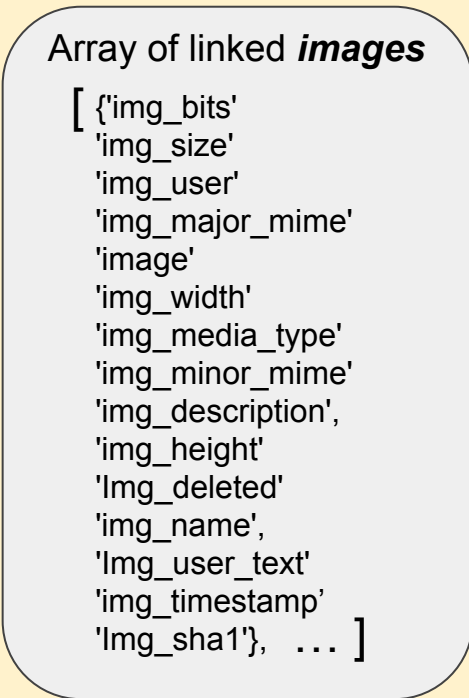 Array of linked images
[ {'img_bits'
'img_size'
'img_user'
'img_major_mime'
'image'
'img_width'
'img_media_type'
'img_minor_mime'
'img_description',
'img_height'
'Img_deleted'
'img_name',
'Img_user_text'
'img_timestamp’
'Img_sha1'}, ... ]